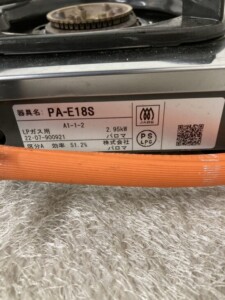 器具名: PA-E18S
A1-1-2
LPガス用 2.95kW
22-07-900921 パロマ
区分A 効率 51.2% 株式会社
パロマ
PS
LPG